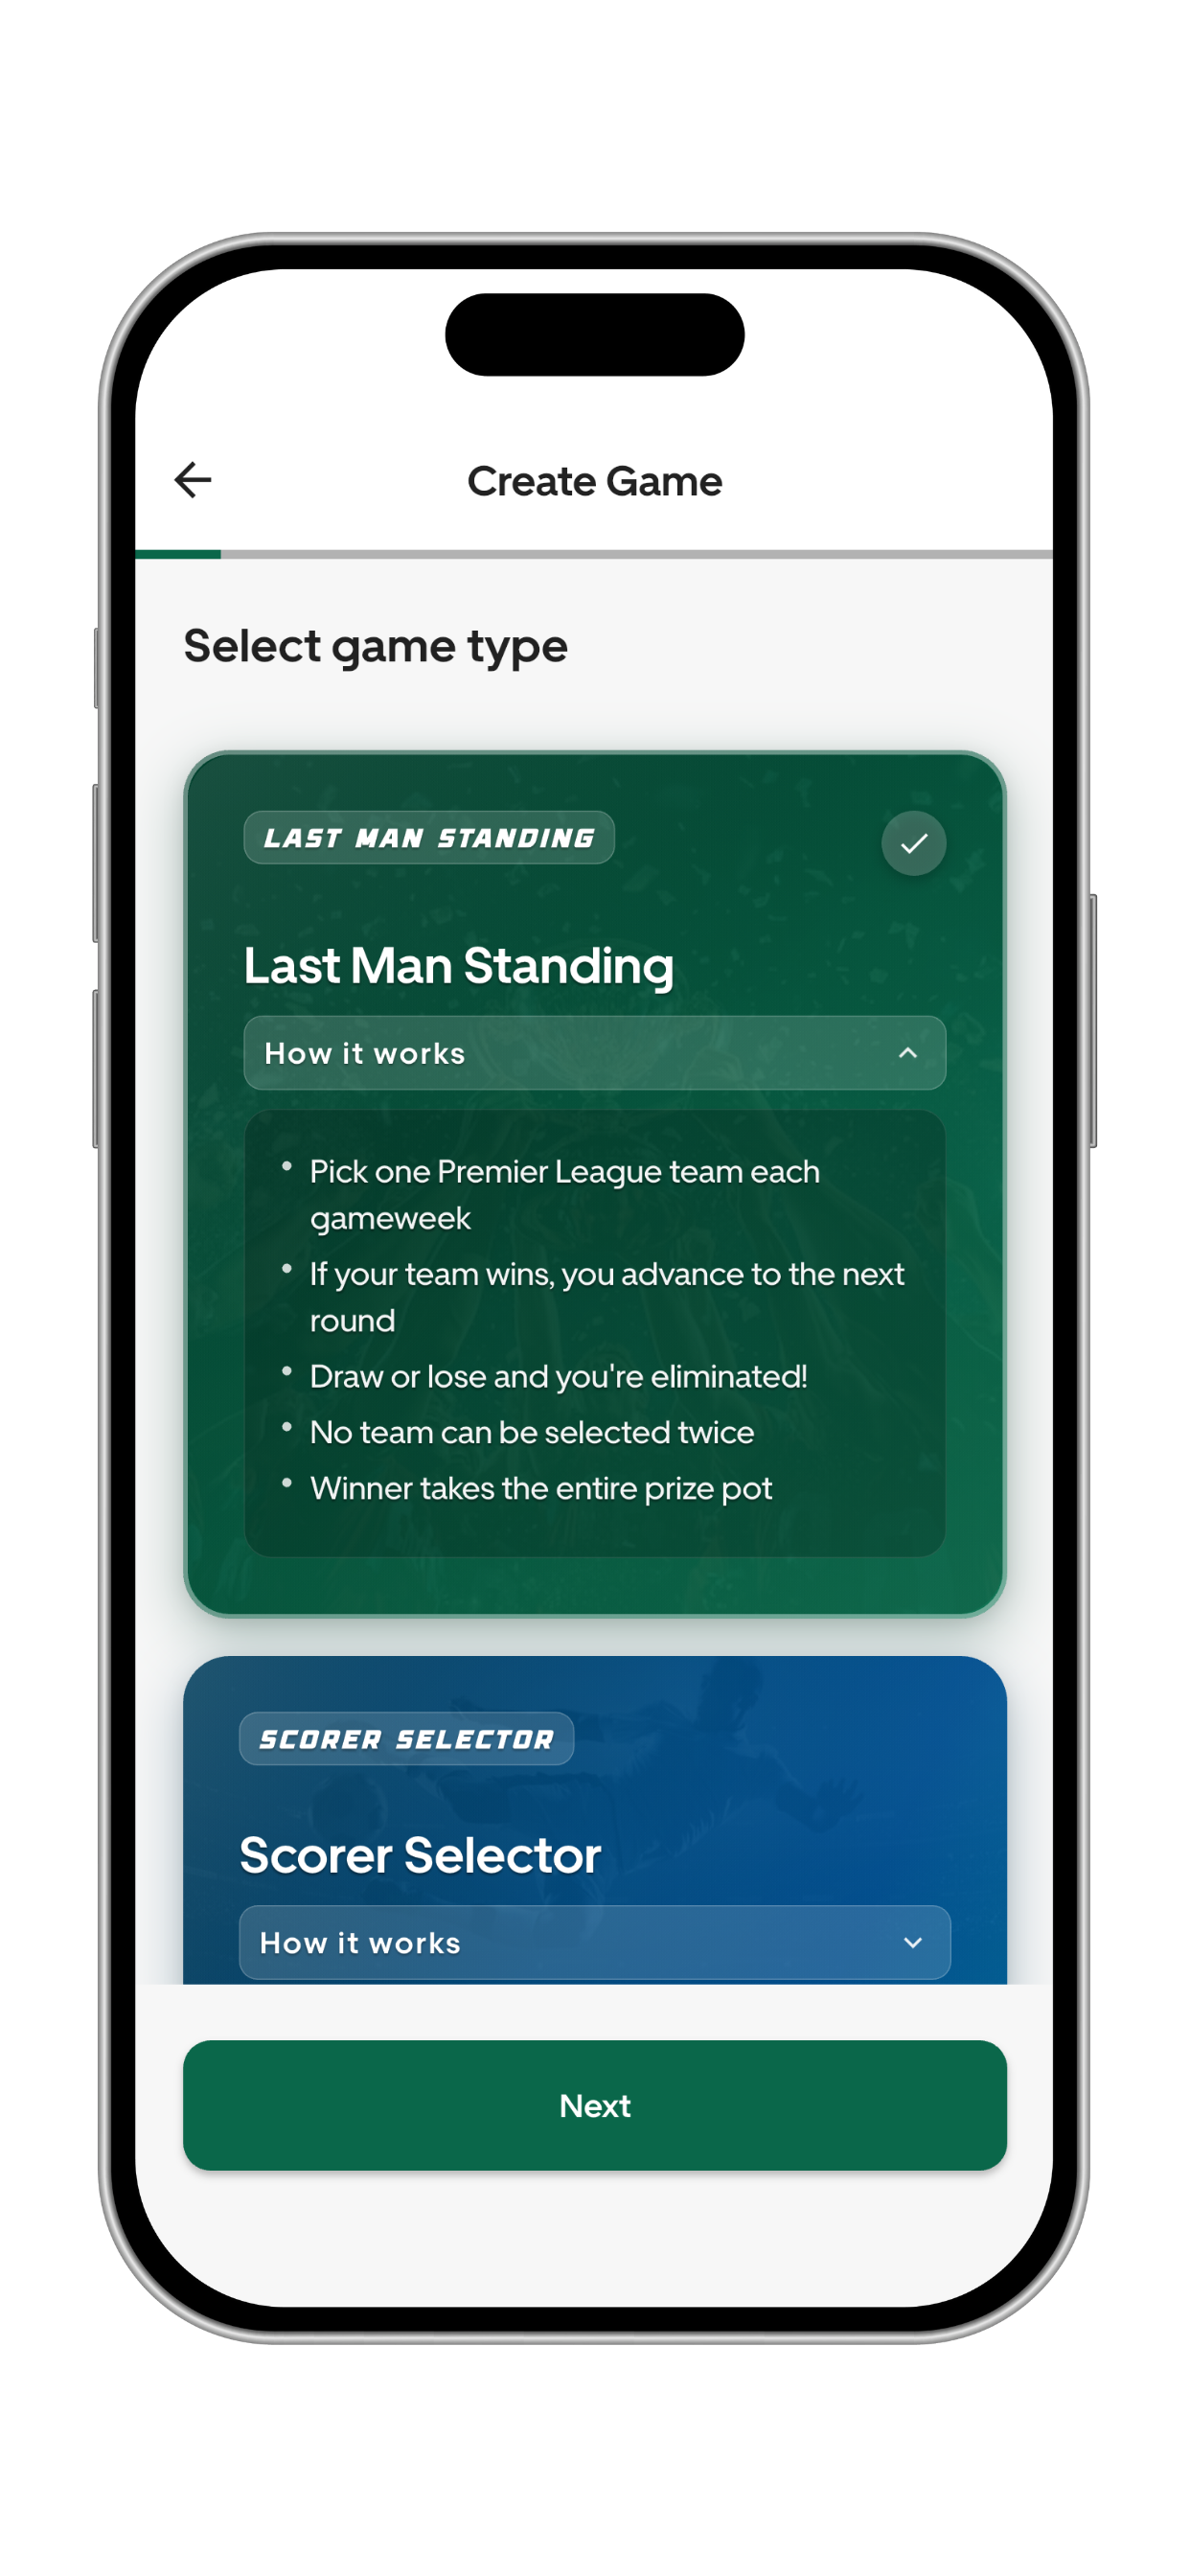 Create Game
Select game type
LAST MAN STANDING
Last Man Standing
How it works
• Pick one Premier League team each
gameweek
• If your team wins, you advance to the next
round
• Draw or lose and you're eliminated!
• No team can be selected twice
• Winner takes the entire prize pot
SCORER SELECTOR
Scorer Selector
How it works
Next